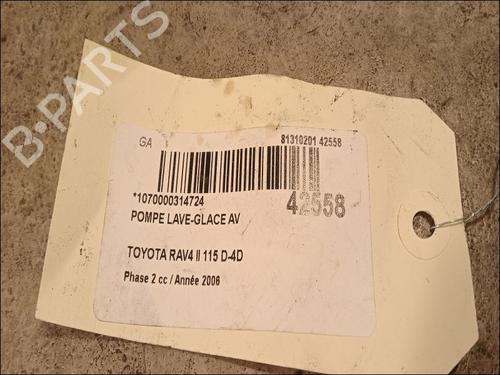 B-PARTS
GA
81310201 42558
*1070000314724
42558
POMPE LAVE-GLACE AV
TOYOTA RAV4 II 115 D-4D
Phase 2 cc / Année 2006